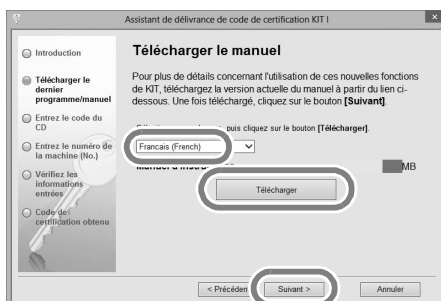 Assistant de délivrance de code de certification KIT I
Introduction
Télécharger le
dernier
programme/manuel
Entrez le code du
CD
Entrez le numéro de
la machine (No.)
Vérifiez les
informations
entrées
Code de
certification obtenu
Télécharger le manuel
Pour plus de détails concernant l'utilisation de ces nouvelles fonctions
de KIT, téléchargez la version actuelle du manuel à partir du lien ci-
dessous. Une fois téléchargé, cliquez sur le bouton [Suivant].
puis cliquez sur le bouton [Télécharger].
Francais (French)
MB
Télécharger
< Précéden
Suivant >
Annuler